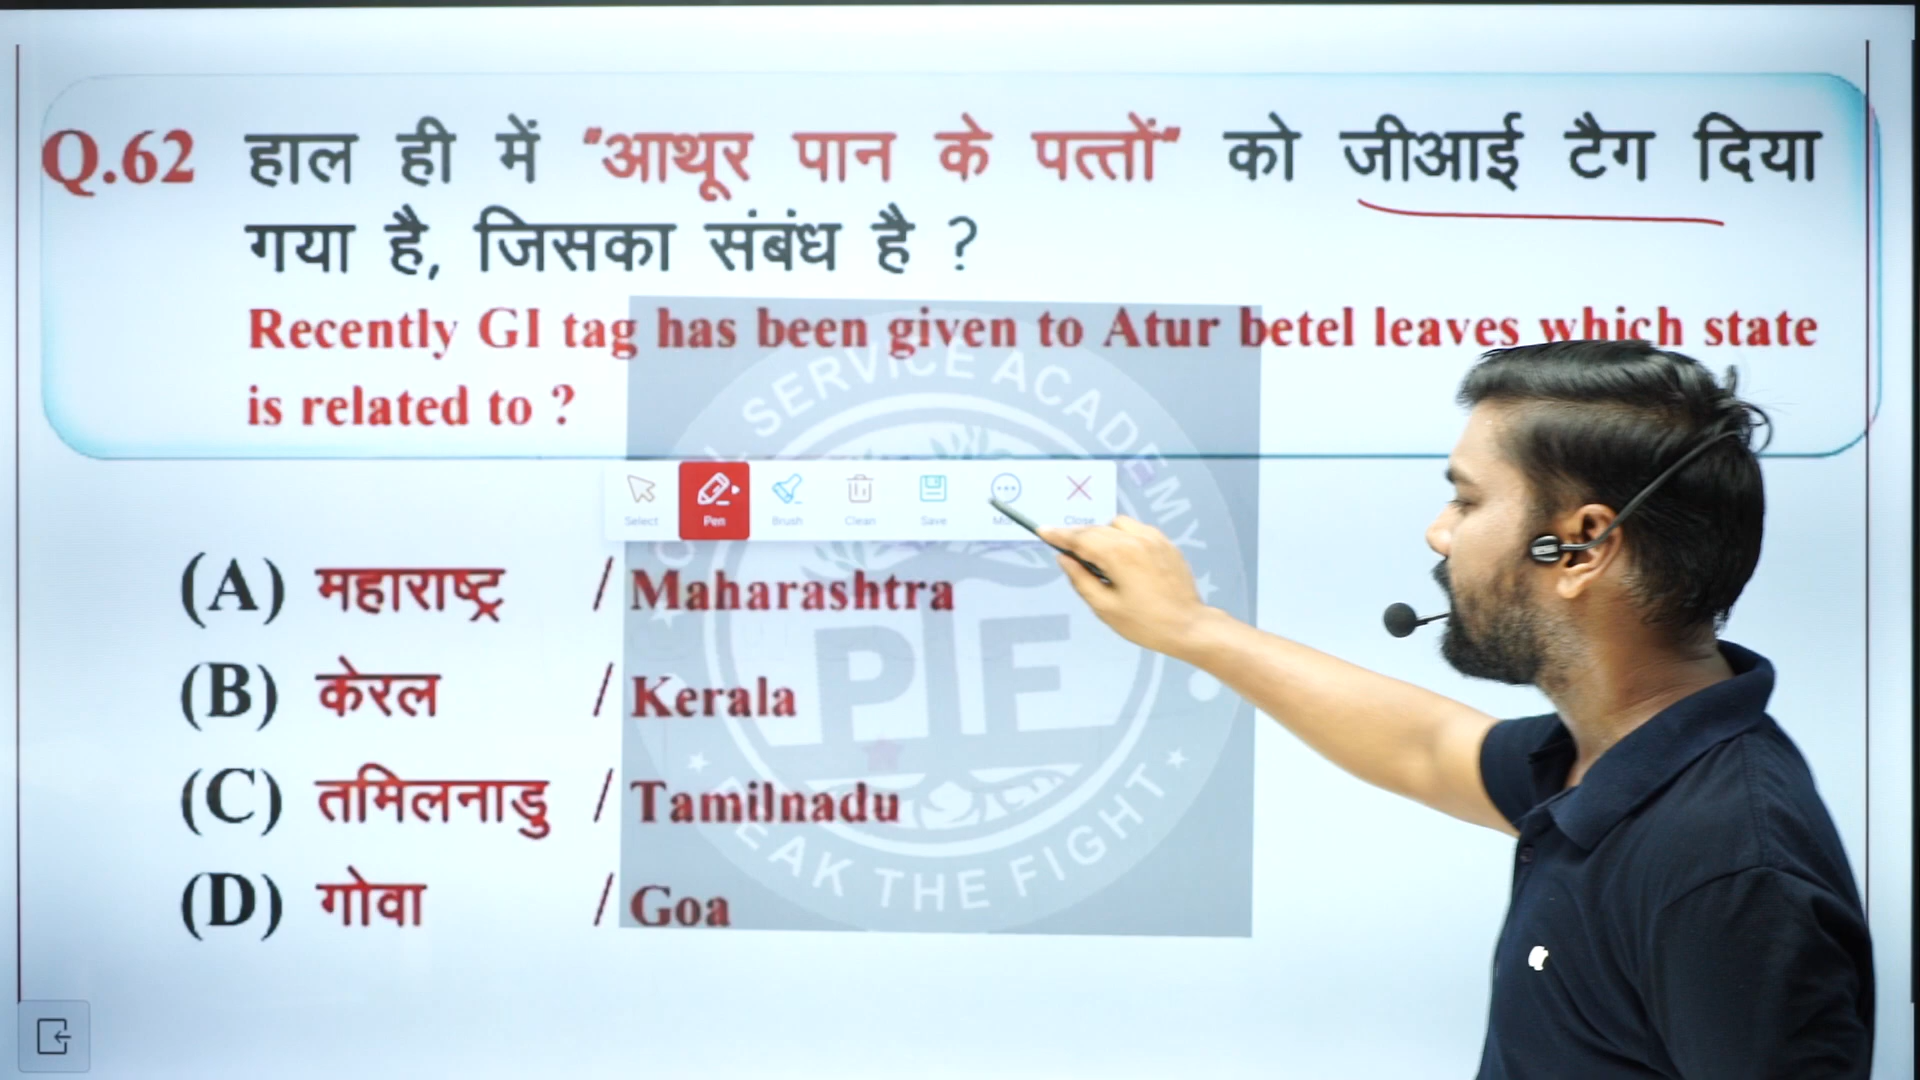 Q.62 हाल ही में "आथूर पान के पत्तों" को जीआई टैग दिया
गया है, जिसका संबंध है ?
Recently GI tag has been given to Atur betel leaves which state
is related to ?
SERVICE ACADEMY
Select Pen Brush Clean Save Close
(A) महाराष्ट्र / Maharashtra
(B) केरल / Kerala
PTF
(C) तमिलनाडु / Tamilnadu
(D) गोवा / Goa
THE FIGHT